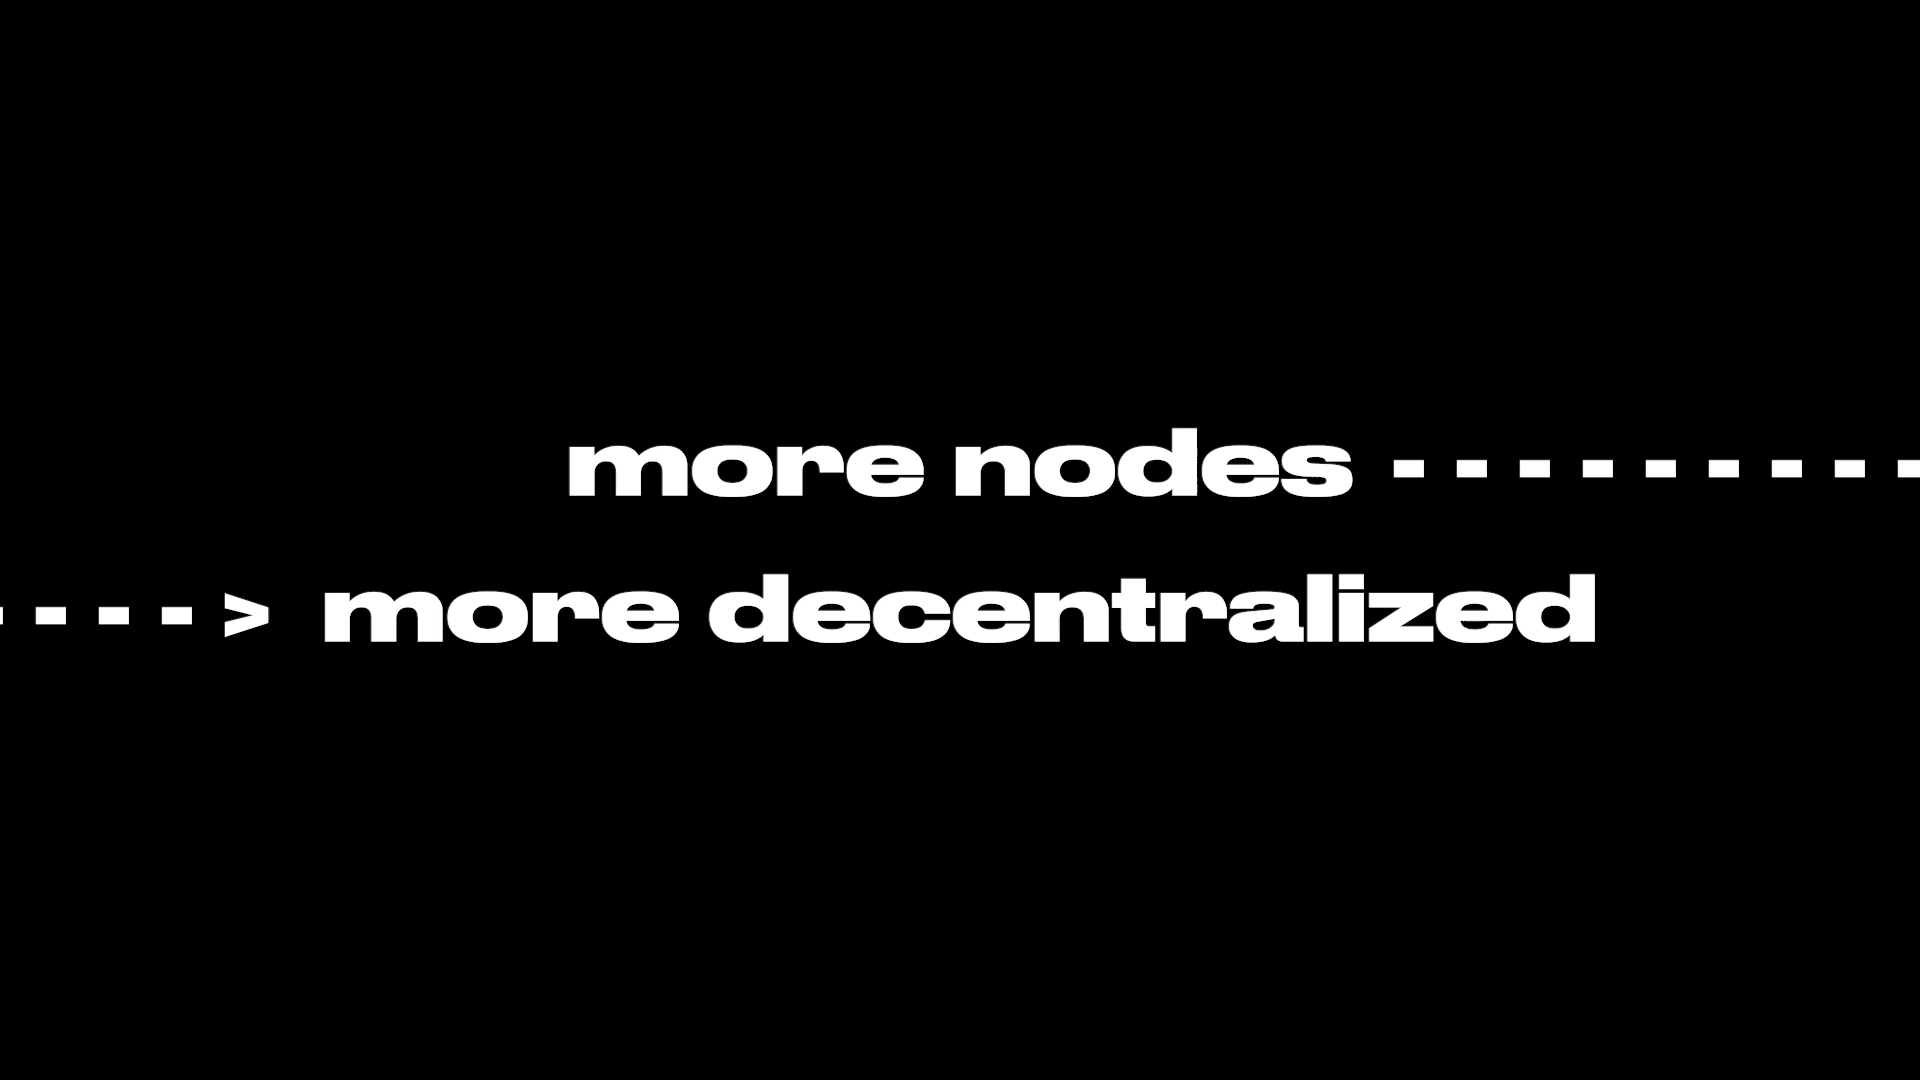 more nodes - - - - - - - - -
- - - - > more decentralized